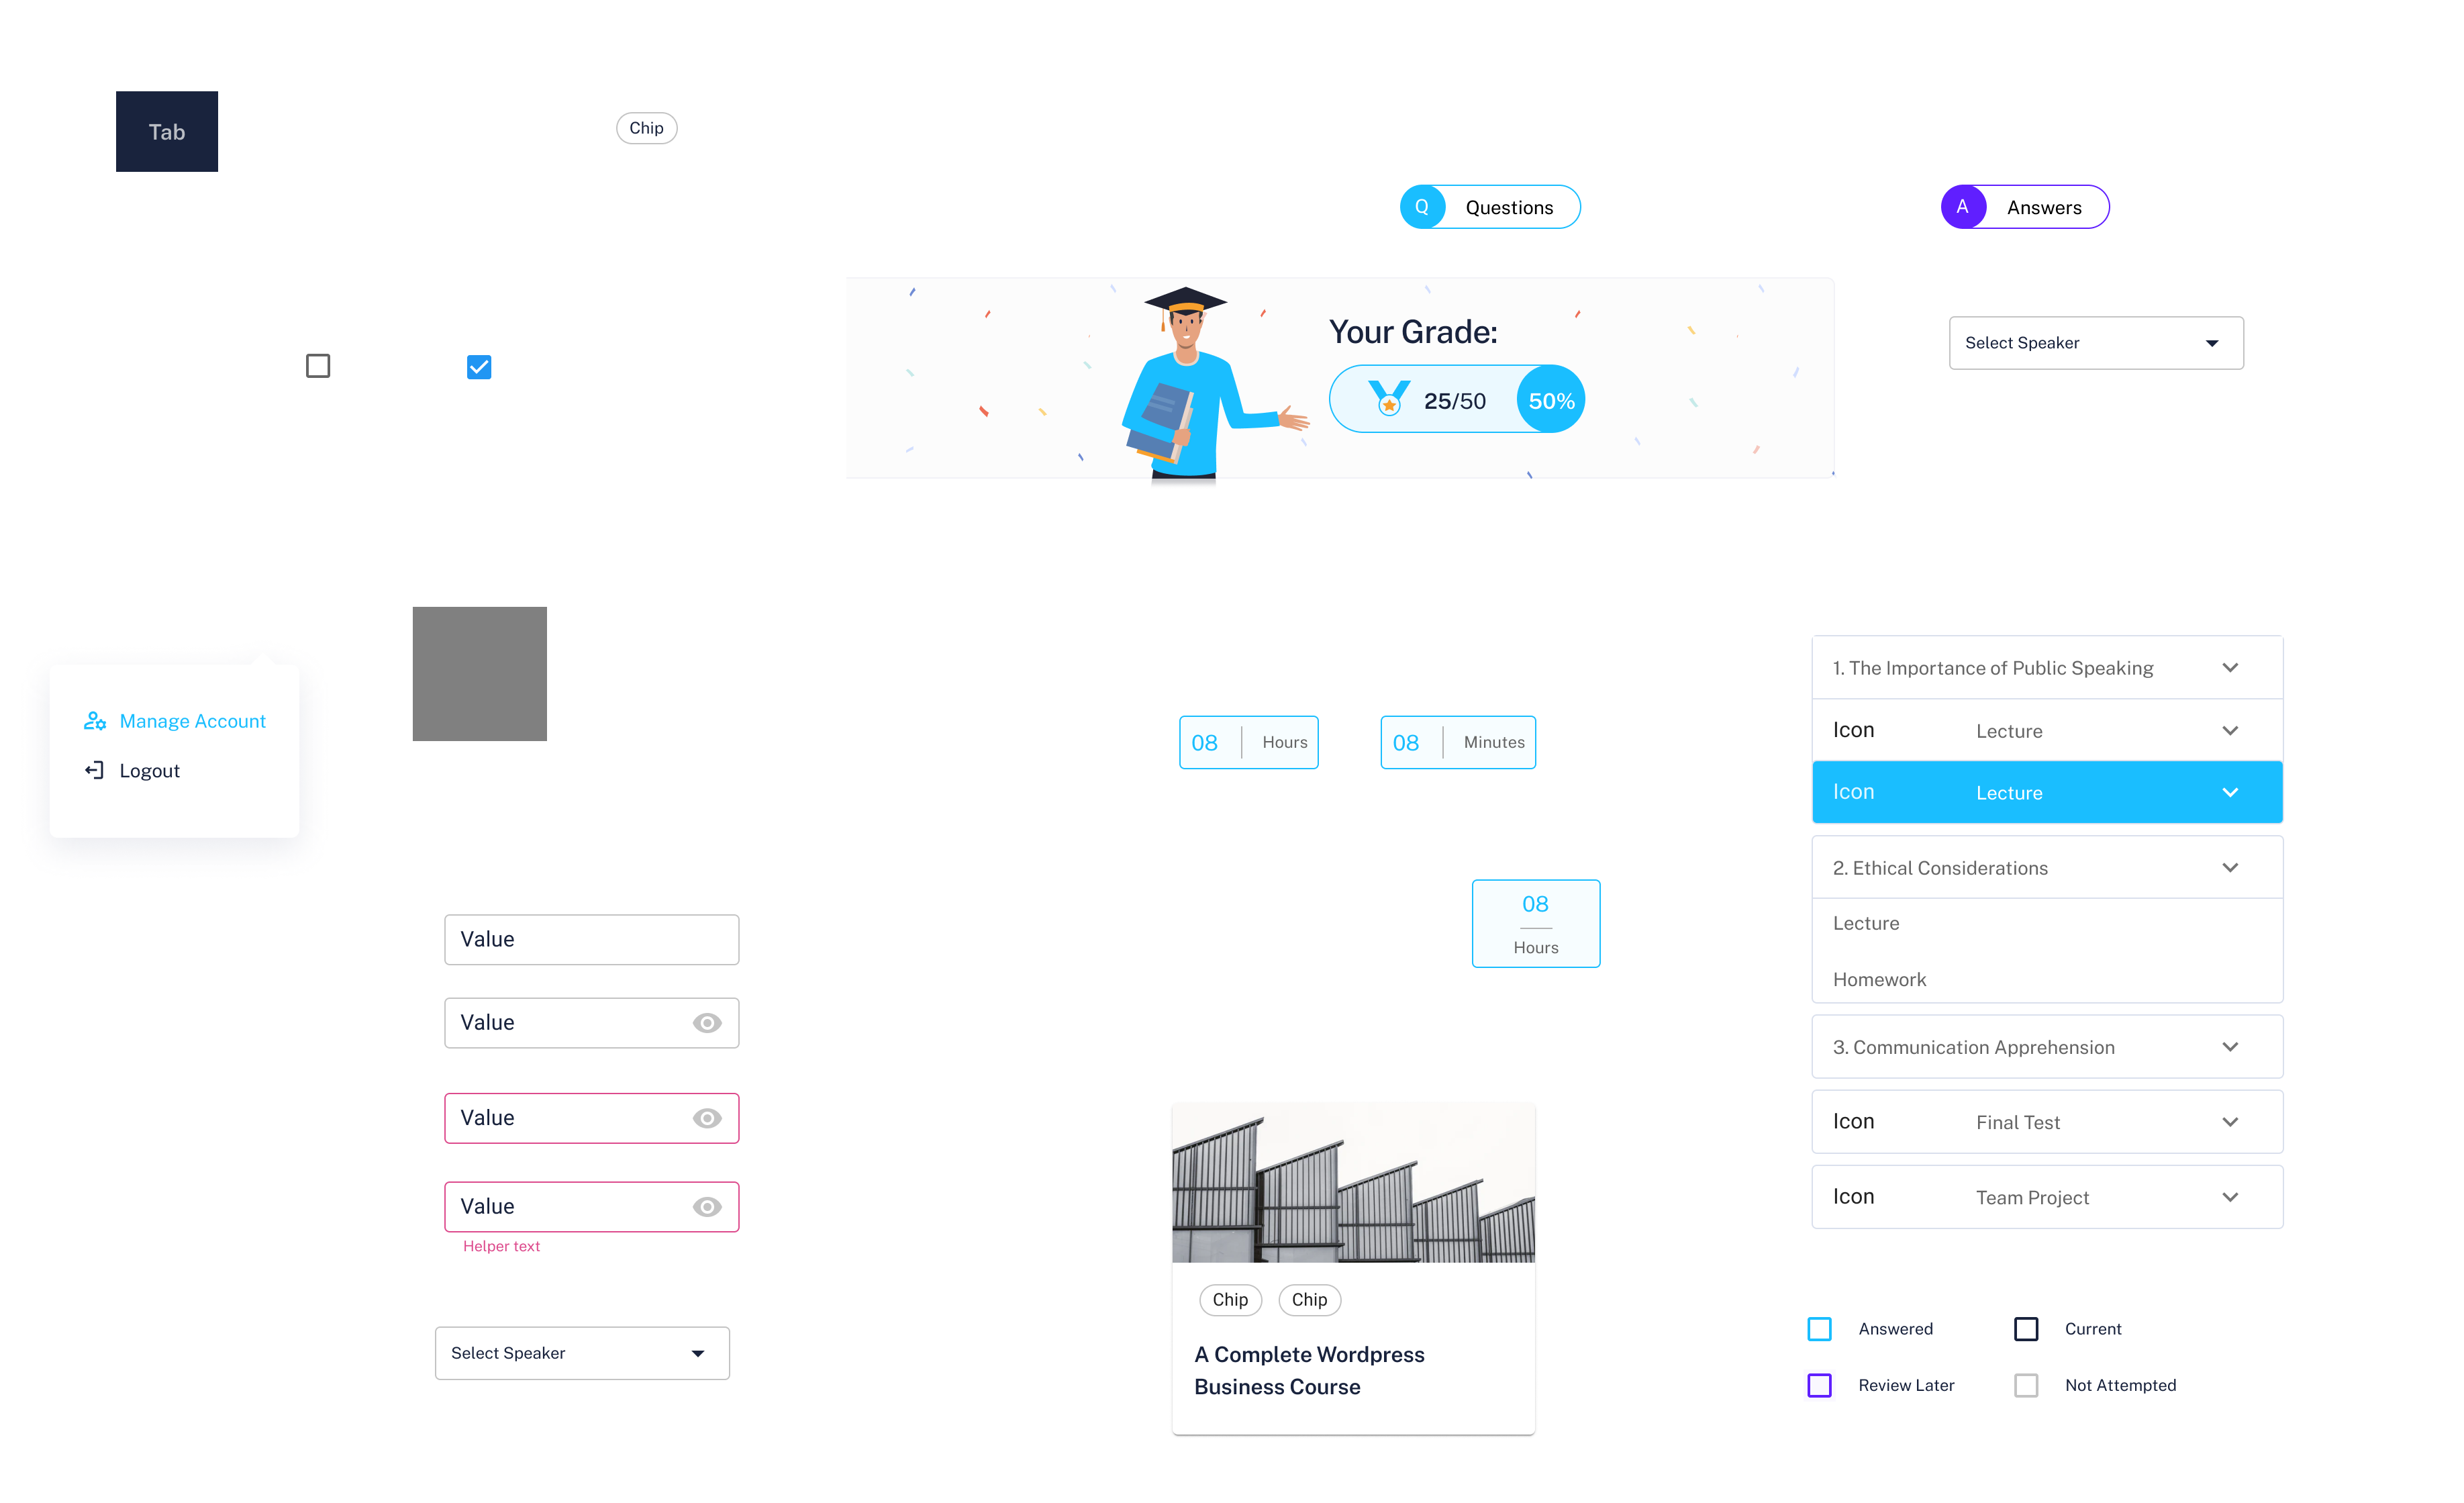 Tab
Chip
Q Questions
A Answers
Your Grade:
25/50 50%
Select Speaker
Manage Account
Logout
08 Hours
08 Minutes
08
Hours
1. The Importance of Public Speaking
Icon Lecture
Icon Lecture
2. Ethical Considerations
Lecture
Homework
3. Communication Apprehension
Icon Final Test
Icon Team Project
Value
Value
Value
Value
Helper text
Select Speaker
Chip Chip
A Complete Wordpress
Business Course
Answered Current
Review Later Not Attempted